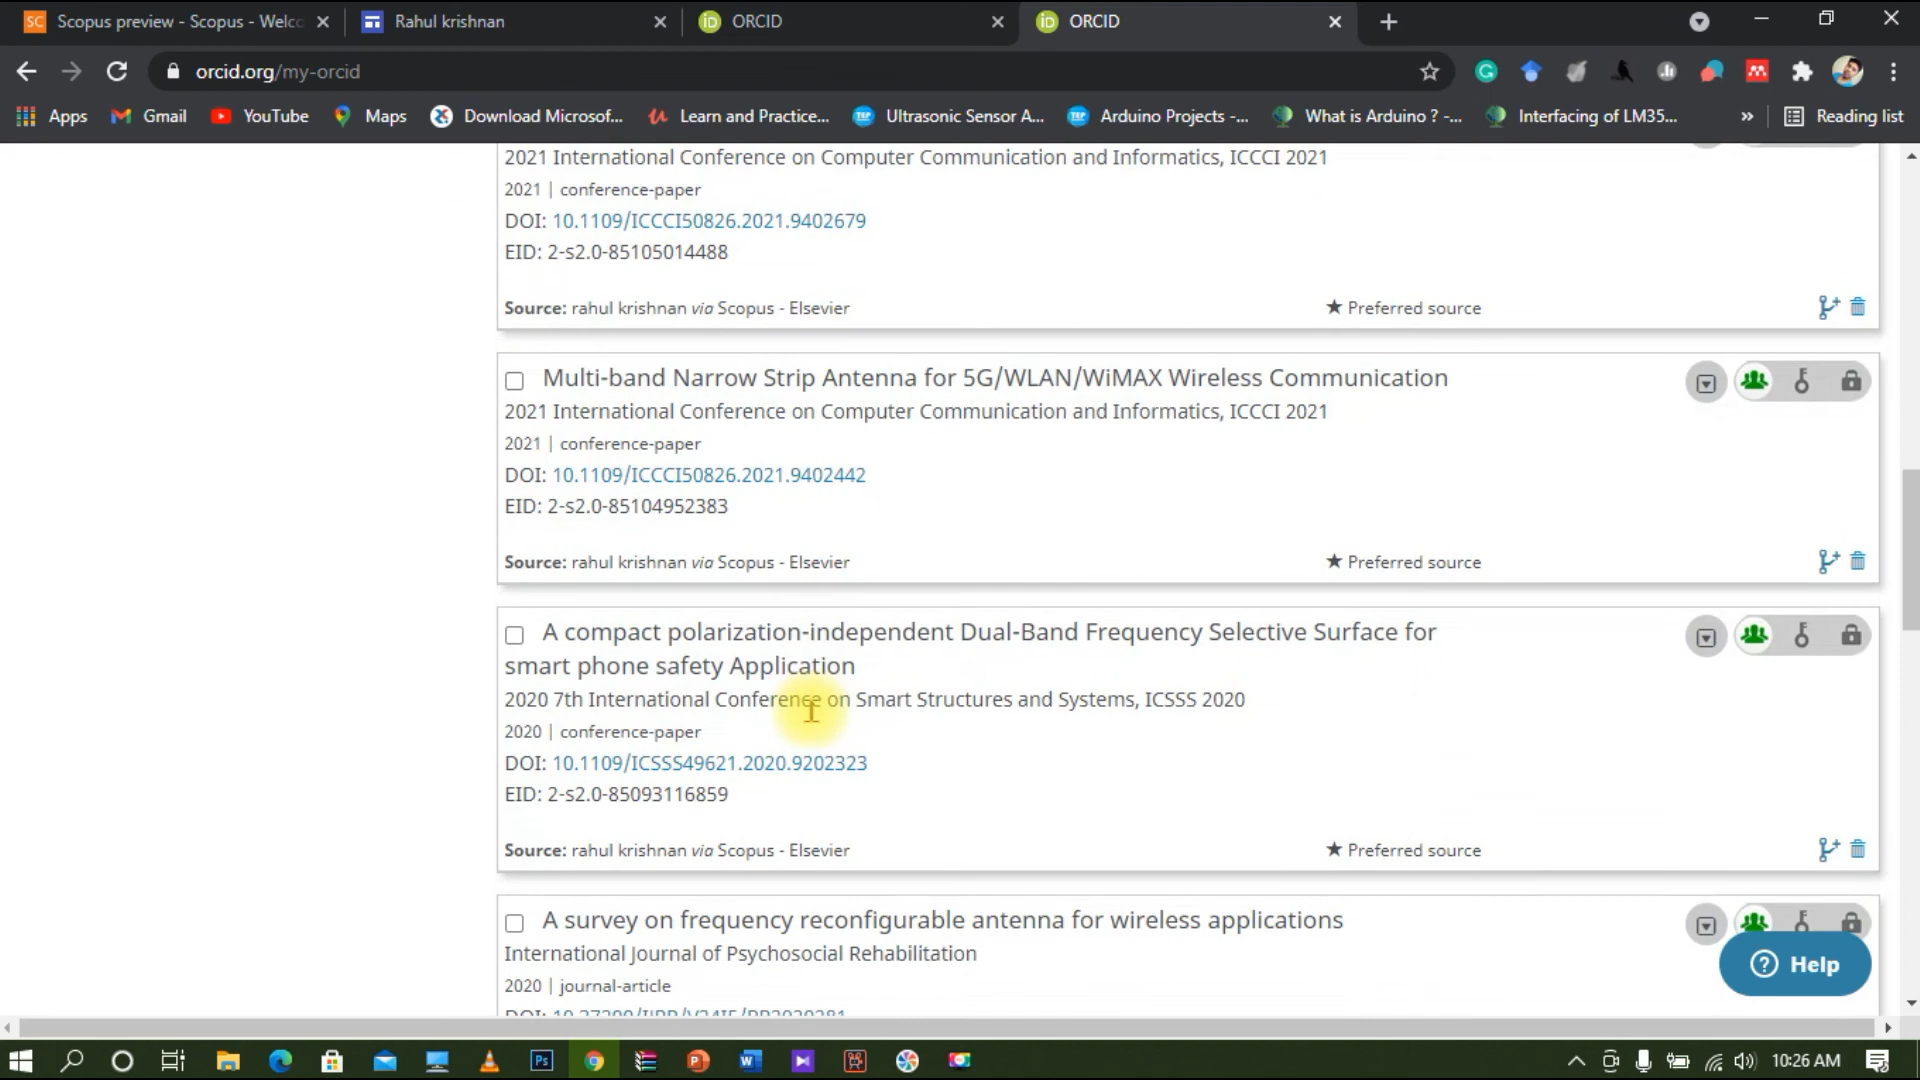 SC Scopus preview - Scopus - Welco
Rahul krishnan
iD ORCID
iD ORCID
orcid.org/my-orcid
Apps
Gmail
YouTube
Maps
Download Microsof...
Learn and Practice...
Ultrasonic Sensor A...
Arduino Projects -...
What is Arduino ? -...
Interfacing of LM35...
»
Reading list
2021 International Conference on Computer Communication and Informatics, ICCCI 2021
2021 | conference-paper
DOI: 10.1109/ICCCI50826.2021.9402679
EID: 2-s2.0-85105014488
Source: rahul krishnan via Scopus - Elsevier ★ Preferred source
Multi-band Narrow Strip Antenna for 5G/WLAN/WiMAX Wireless Communication
2021 International Conference on Computer Communication and Informatics, ICCCI 2021
2021 | conference-paper
DOI: 10.1109/ICCCI50826.2021.9402442
EID: 2-s2.0-85104952383
Source: rahul krishnan via Scopus - Elsevier ★ Preferred source
A compact polarization-independent Dual-Band Frequency Selective Surface for
smart phone safety Application
2020 7th International Conference on Smart Structures and Systems, ICSSS 2020
2020 | conference-paper
DOI: 10.1109/ICSSS49621.2020.9202323
EID: 2-s2.0-85093116859
Source: rahul krishnan via Scopus - Elsevier ★ Preferred source
A survey on frequency reconfigurable antenna for wireless applications
International Journal of Psychosocial Rehabilitation
2020 | journal-article
DOI:
Help
10:26 AM